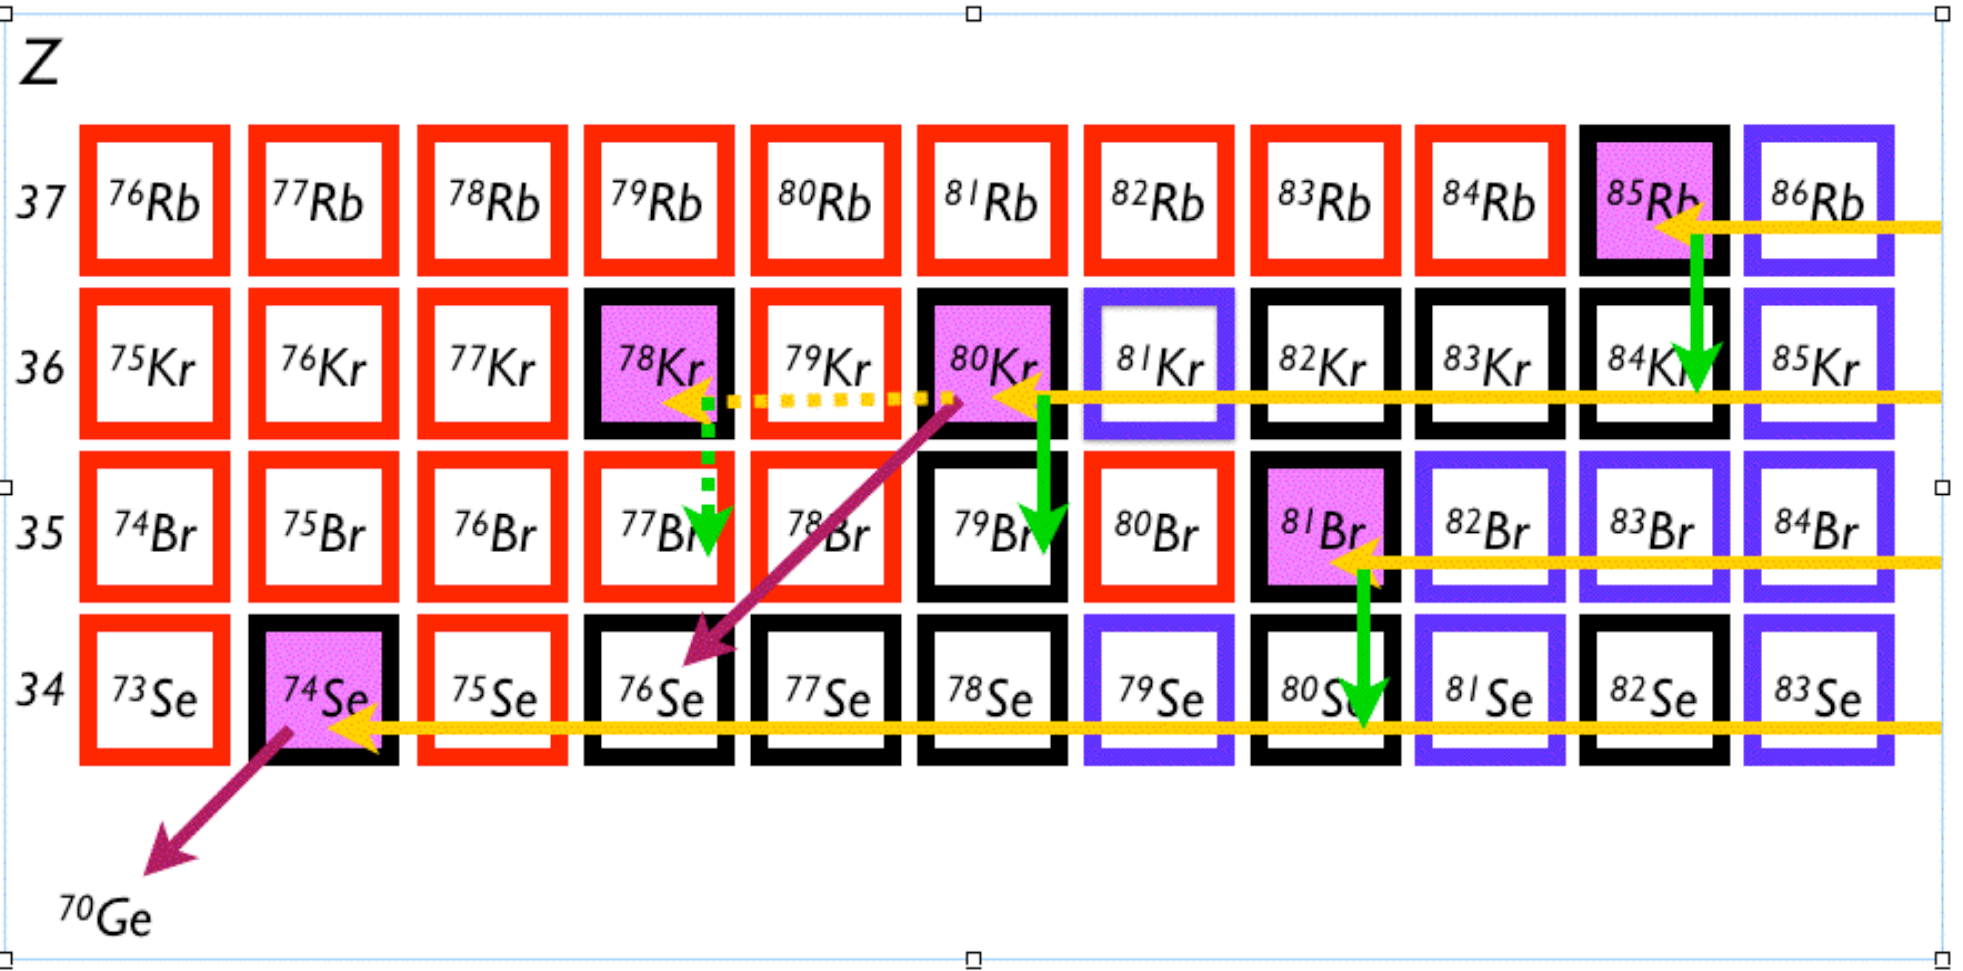 Z
37 ⁷⁶Rb ⁷⁷Rb ⁷⁸Rb ⁷⁹Rb ⁸⁰Rb ⁸¹Rb ⁸²Rb ⁸³Rb ⁸⁴Rb ⁸⁵Rb ⁸⁶Rb
36 ⁷⁵Kr ⁷⁶Kr ⁷⁷Kr ⁷⁸Kr ⁷⁹Kr ⁸⁰Kr ⁸¹Kr ⁸²Kr ⁸³Kr ⁸⁴Kr ⁸⁵Kr
35 ⁷⁴Br ⁷⁵Br ⁷⁶Br ⁷⁷Br ⁷⁸Br ⁷⁹Br ⁸⁰Br ⁸¹Br ⁸²Br ⁸³Br ⁸⁴Br
34 ⁷³Se ⁷⁴Se ⁷⁵Se ⁷⁶Se ⁷⁷Se ⁷⁸Se ⁷⁹Se ⁸⁰Se ⁸¹Se ⁸²Se ⁸³Se
⁷⁰Ge